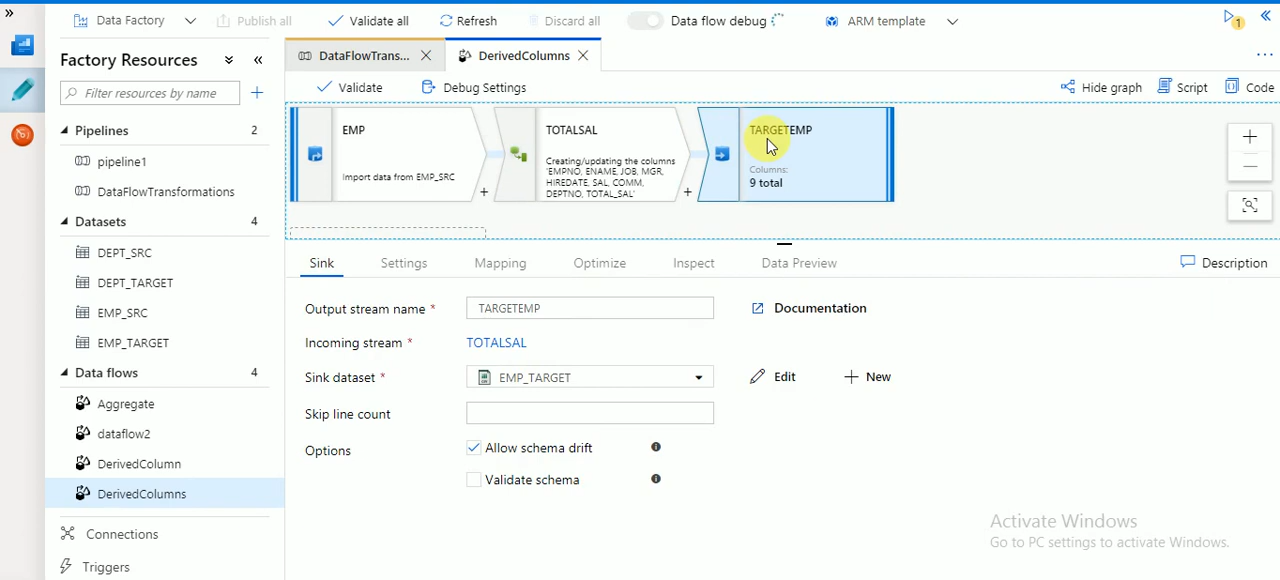 »
Data Factory
Publish all
Validate all
Refresh
Discard all
Data flow debug
ARM template
1
«
Factory Resources
«
DataFlowTrans...
DerivedColumns
...
Filter resources by name
Validate
Debug Settings
Hide graph
Script
Code
Pipelines
2
pipeline1
DataFlowTransformations
Datasets
4
DEPT_SRC
DEPT_TARGET
EMP_SRC
EMP_TARGET
Data flows
4
Aggregate
dataflow2
DerivedColumn
DerivedColumns
Connections
Triggers
EMP
Import data from EMP_SRC
+
TOTALSAL
Creating/updating the columns
'EMPNO, ENAME, JOB, MGR,
HIREDATE, SAL, COMM,
DEPTNO, TOTAL_SAL'
+
TARGETEMP
Columns:
9 total
Sink
Settings
Mapping
Optimize
Inspect
Data Preview
Description
Output stream name *
TARGETEMP
Documentation
Incoming stream *
TOTALSAL
Sink dataset *
EMP_TARGET
Edit
New
Skip line count
Options
Allow schema drift
Validate schema
Activate Windows
Go to PC settings to activate Windows.